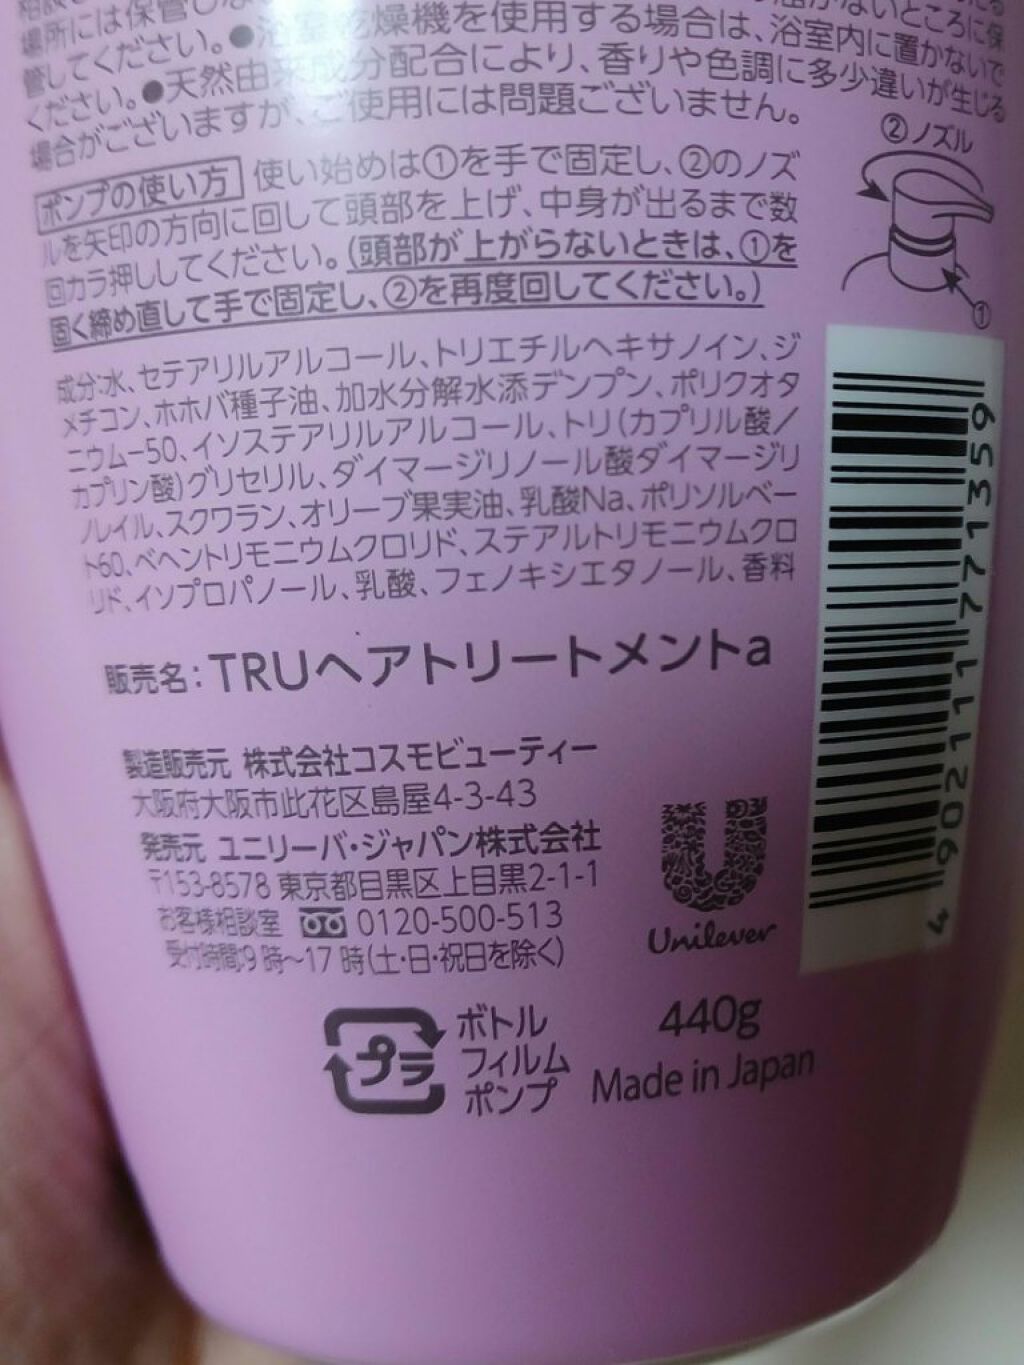 場所には保管しな
管してください。●浴室乾燥機を使用する場合は、浴室内に置かないで
ください。●天然由来成分配合により、香りや色調に多少違いが生じる
場合がございますが、ご使用には問題ございません。
ポンプの使い方 使い始めは①を手で固定し、②のノズ
ルを矢印の方向に回して頭部を上げ、中身が出るまで数
回カラ押ししてください。(頭部が上がらないときは、①を
固く締め直して手で固定し、②を再度回してください。)
②ノズル
①
成分:水、セテアリルアルコール、トリエチルヘキサノイン、ジ
メチコン、ホホバ種子油、加水分解水添デンプン、ポリクオタ
ニウム-50、イソステアリルアルコール、トリ(カプリル酸/
カプリン酸)グリセリル、ダイマージリノール酸ダイマージリ
ノレイル、スクワラン、オリーブ果実油、乳酸Na、ポリソルベー
ト60、ベヘントリモニウムクロリド、ステアルトリモニウムクロ
リド、イソプロパノール、乳酸、フェノキシエタノール、香料
販売名:TRUヘアトリートメントa
製造販売元 株式会社コスモビューティー
大阪府大阪市此花区島屋4-3-43
発売元 ユニリーバ・ジャパン株式会社
〒153-8578 東京都目黒区上目黒2-1-1
お客様相談室 0120-500-513
受付時間:9時~17時(土・日・祝日を除く)
Unilever
4902111771359
プラ
ボトル
フィルム
ポンプ
440g
Made in Japan